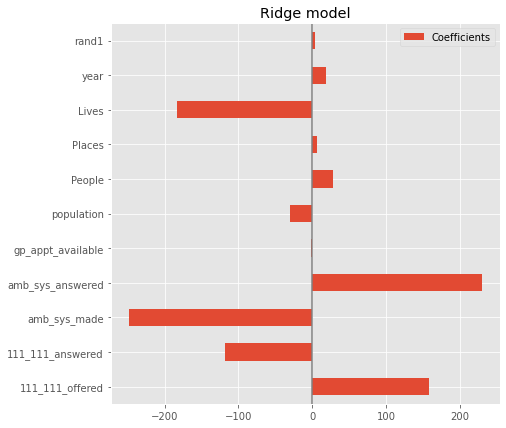 Ridge model
Coefficients
rand1
year
Lives
Places
People
population
gp_appt_available
amb_sys_answered
amb_sys_made
111_111_answered
111_111_offered
−200
−100
0
100
200